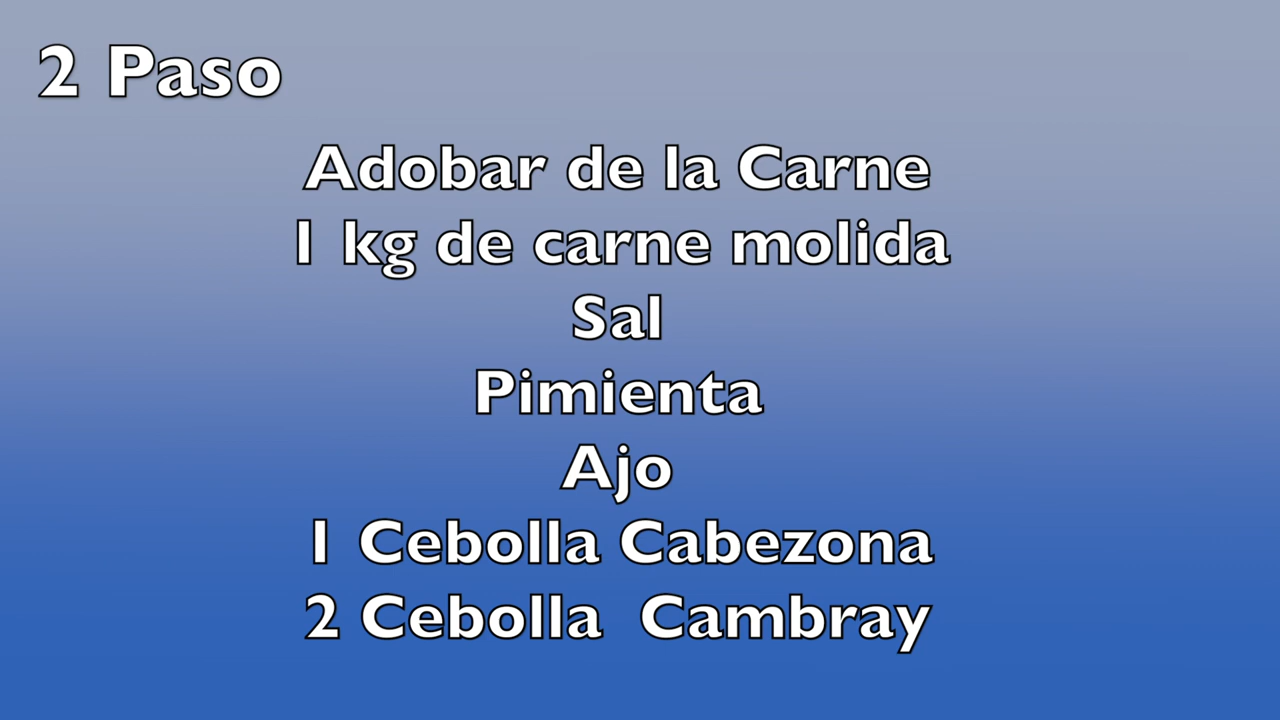 2 Paso
Adobar de la Carne
1 kg de carne molida
Sal
Pimienta
Ajo
1 Cebolla Cabezona
2 Cebolla Cambray